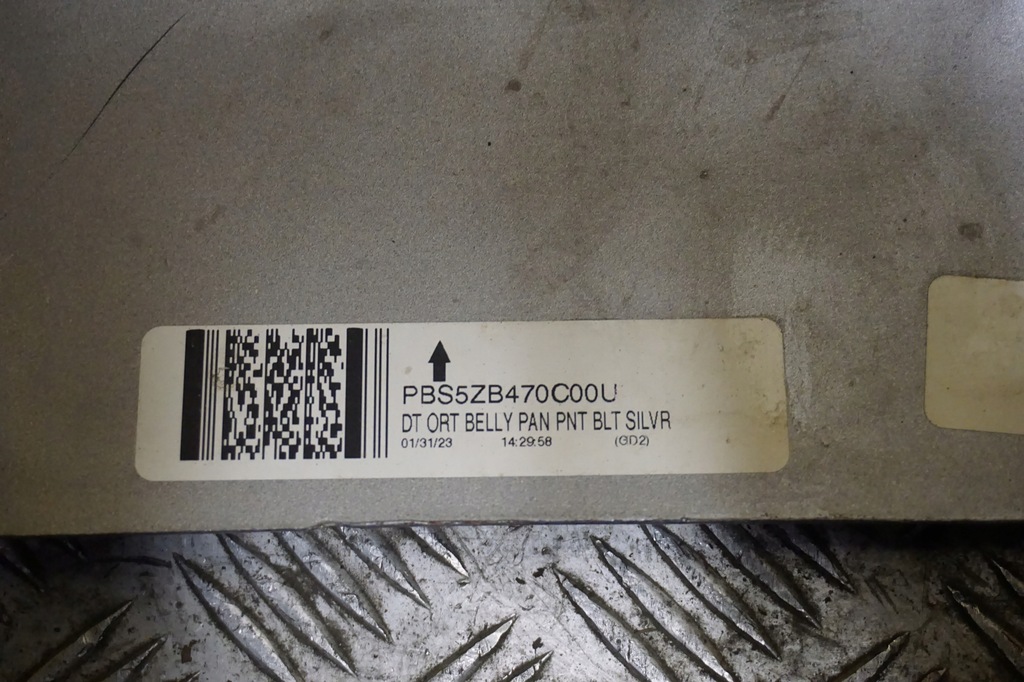 PBS5ZB470C00U
DT ORT BELLY PAN PNT BLT SILVR
01/31/23 14:29:58 (GD2)